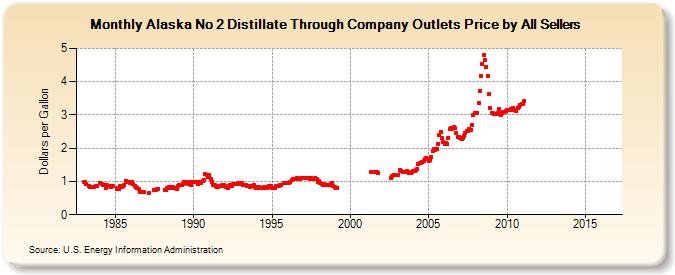 Monthly Alaska No 2 Distillate Through Company Outlets Price by All Sellers
Dollars per Gallon
5
4
3
2
1
0
1985 1990 1995 2000 2005 2010 2015
Source: U.S. Energy Information Administration